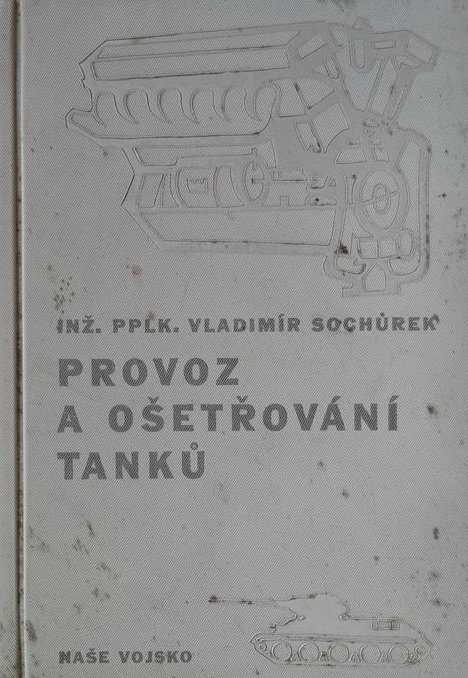 INŽ. PPLK. VLADIMÍR SOCHŮREK
PROVOZ
A OŠETŘOVÁNÍ
TANKŮ
NAŠE VOJSKO